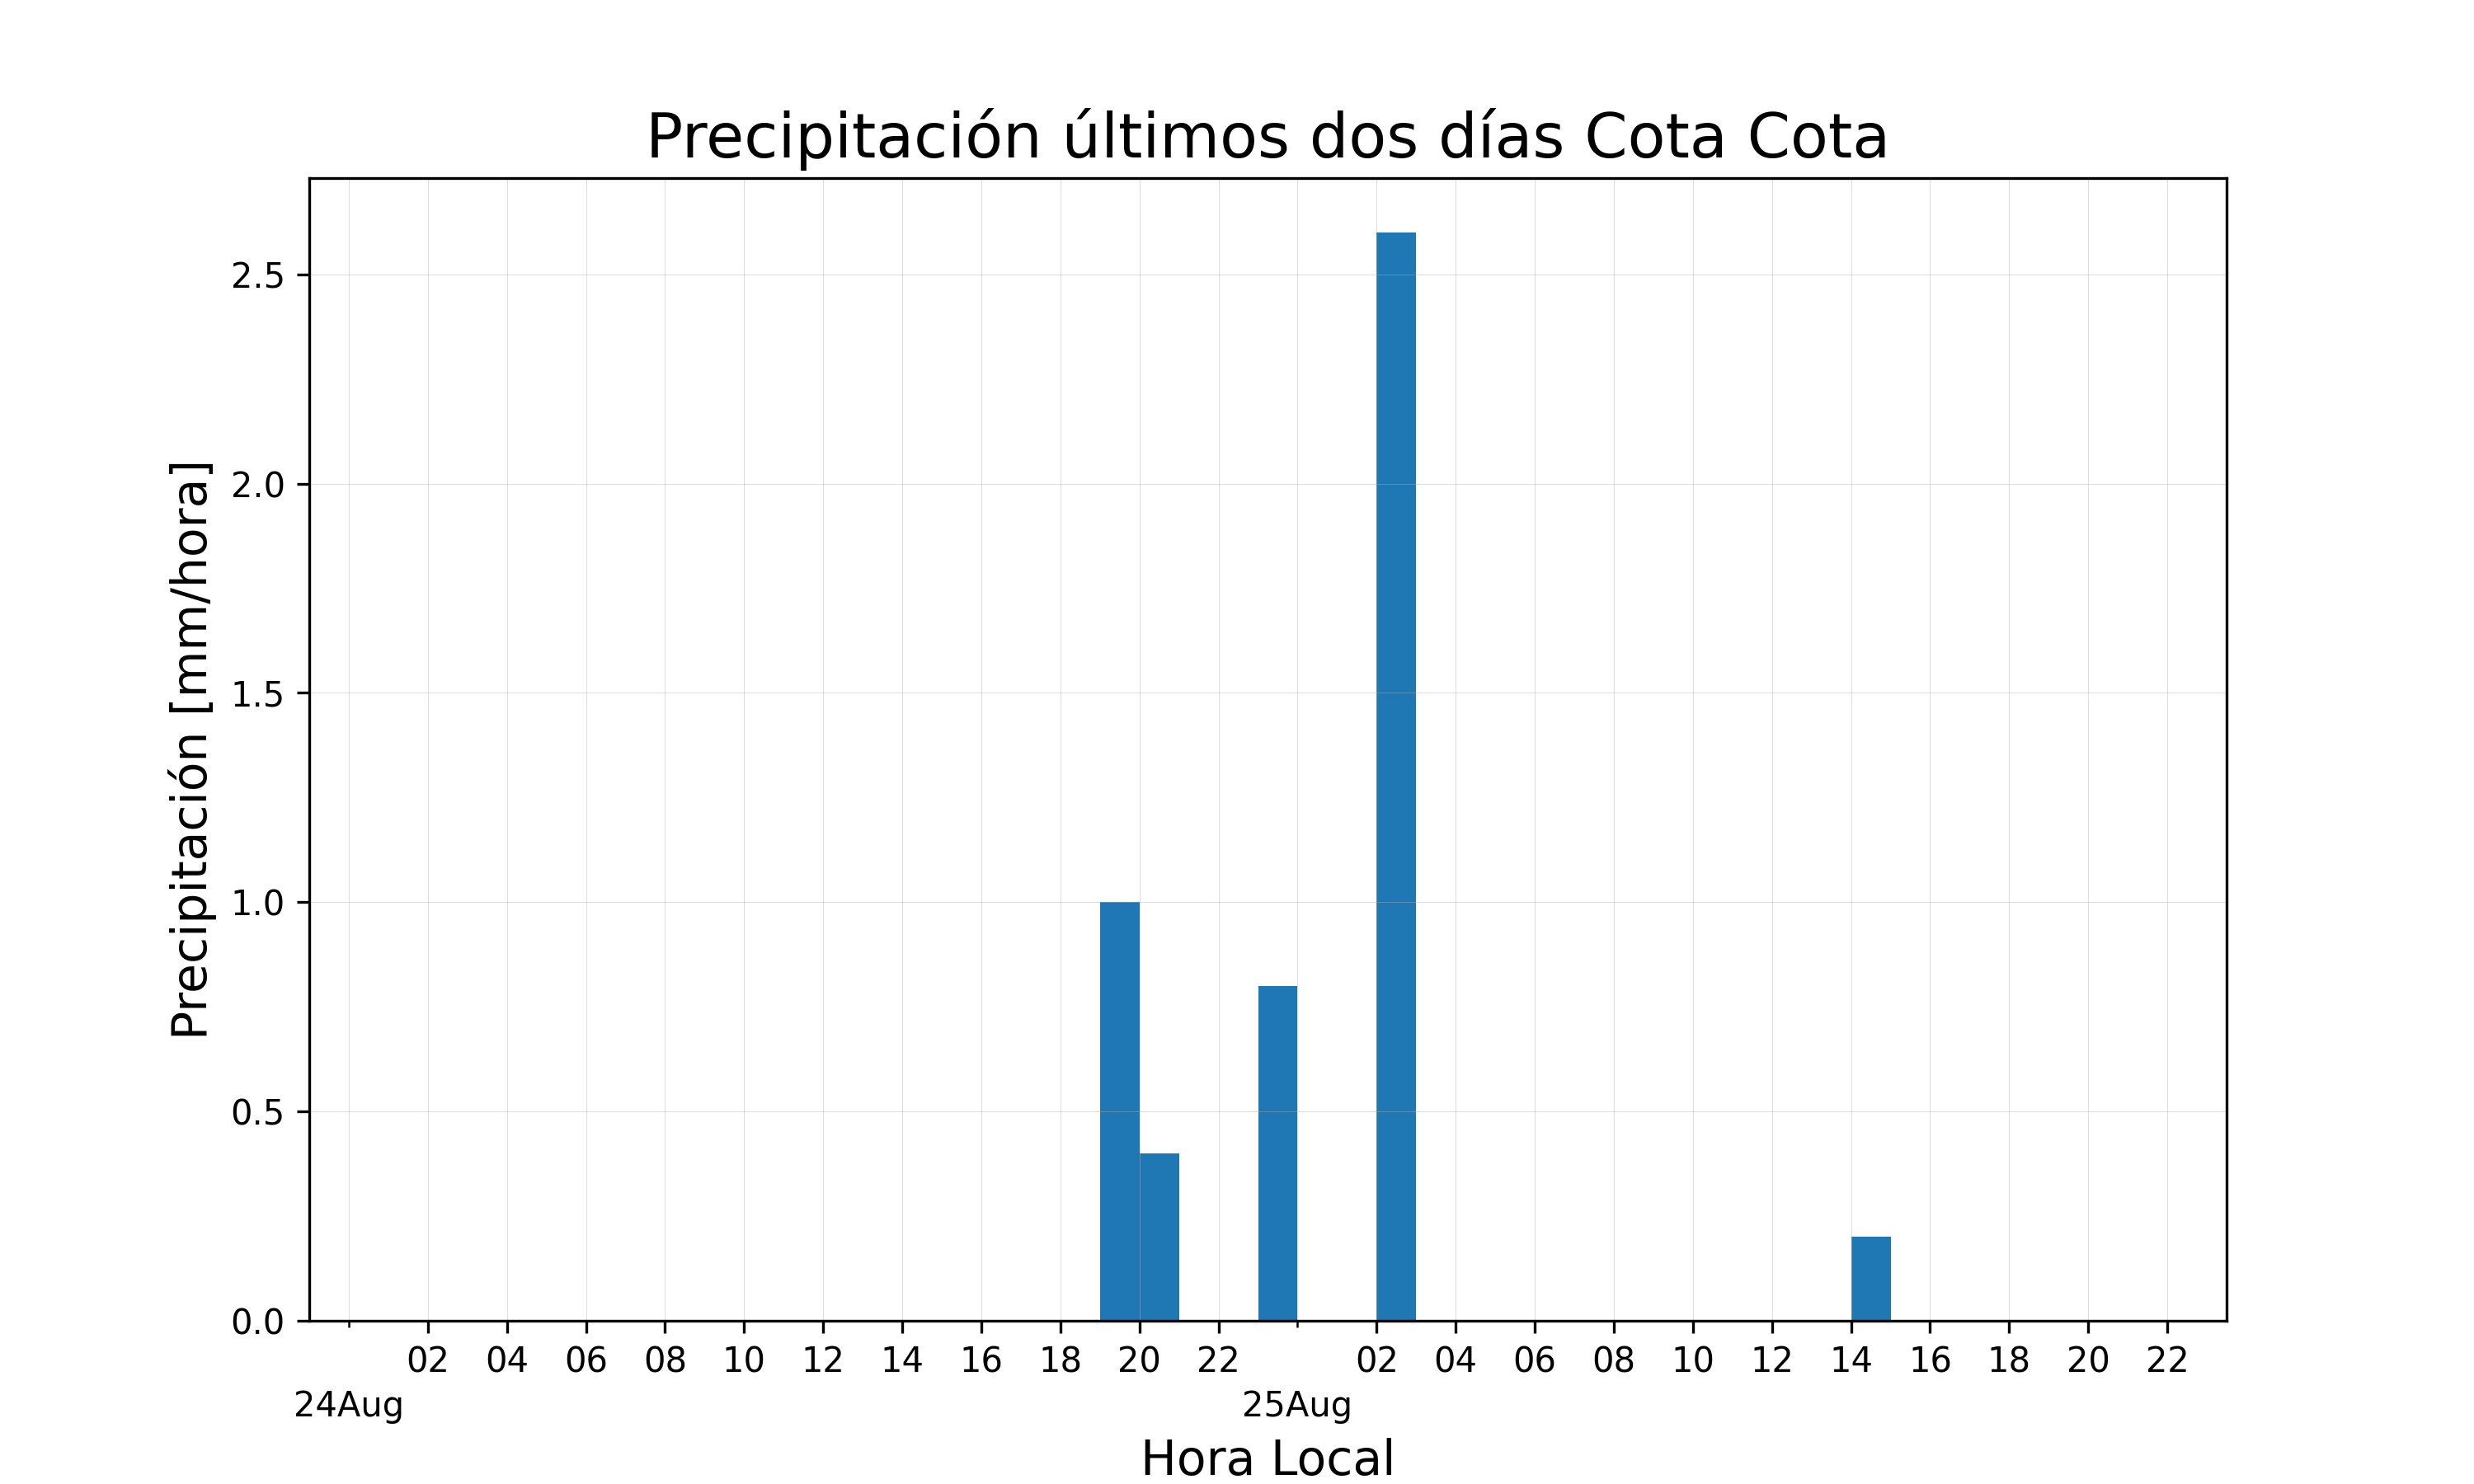 Precipitación últimos dos días Cota Cota
Precipitación [mm/hora]
2.5
2.0
1.5
1.0
0.5
0.0
02 04 06 08 10 12 14 16 18 20 22 02 04 06 08 10 12 14 16 18 20 22
24Aug 25Aug
Hora Local